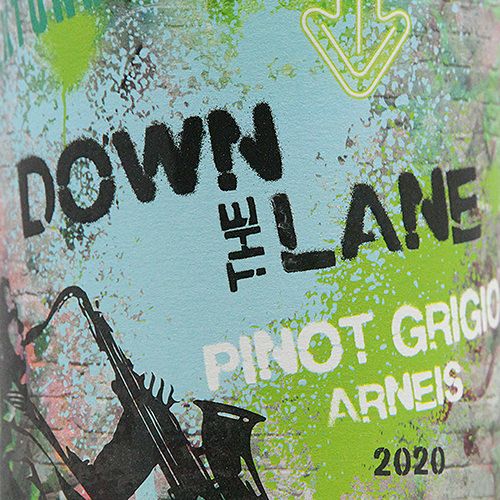 DOWN
THE
LANE
PINOT GRIGIO
ARNEIS
2020